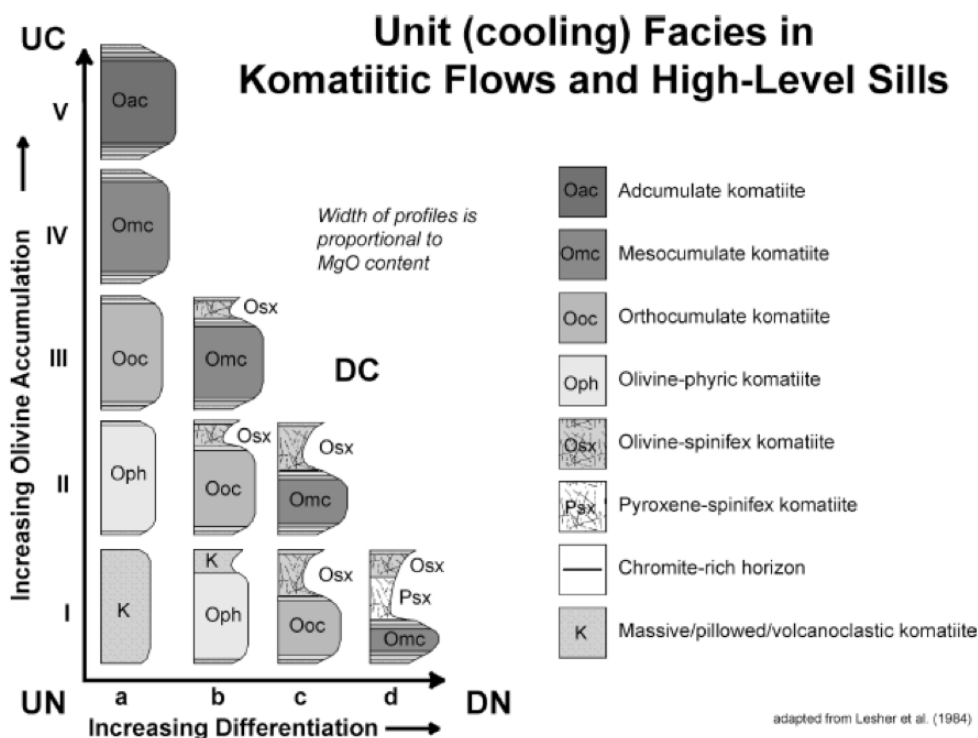 Unit (cooling) Facies in
Komatiitic Flows and High-Level Sills
UC
V
IV
III
II
I
Increasing Olivine Accumulation
Oac
Omc
Width of profiles is
proportional to
MgO content
Ooc
Osx
Omc
DC
Oph
Osx
Ooc
Osx
Omc
K
K
Oph
Osx
Ooc
Osx
Psx
Omc
UN
a
b
c
d
DN
Increasing Differentiation
Oac Adcumulate komatiite
Omc Mesocumulate komatiite
Ooc Orthocumulate komatiite
Oph Olivine-phyric komatiite
Osx Olivine-spinifex komatiite
Psx Pyroxene-spinifex komatiite
Chromite-rich horizon
K Massive/pillowed/volcanoclastic komatiite
adapted from Lesher et al. (1984)